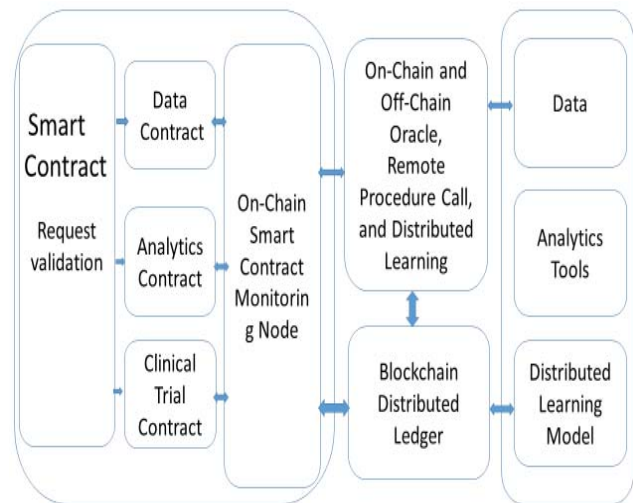 Smart
Contract
Request
validation
Data
Contract
Analytics
Contract
Clinical
Trial
Contract
On-Chain
Smart
Contract
Monitorin
g Node
On-Chain and
Off-Chain
Oracle,
Remote
Procedure Call,
and Distributed
Learning
Blockchain
Distributed
Ledger
Data
Analytics
Tools
Distributed
Learning
Model